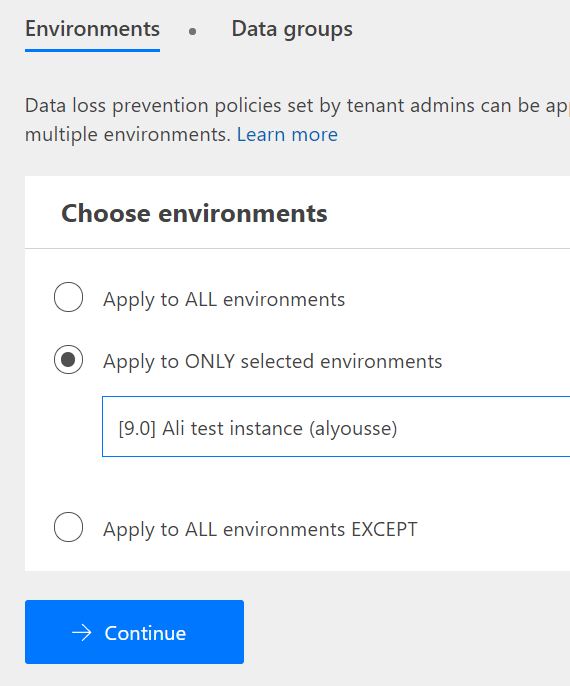 Environments • Data groups
Data loss prevention policies set by tenant admins can be
multiple environments. Learn more
Choose environments
Apply to ALL environments
Apply to ONLY selected environments
[9.0] Ali test instance (alyousse)
Apply to ALL environments EXCEPT
→ Continue